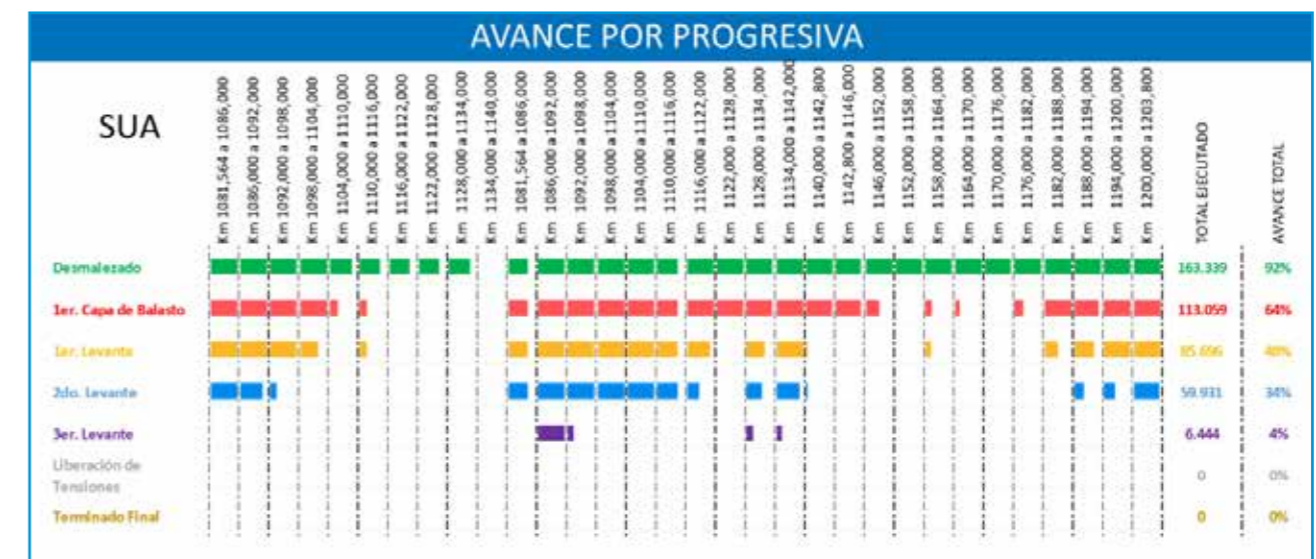 AVANCE POR PROGRESIVA
SUA
Km 1081,564 a 1086,000
Km 1086,000 a 1092,000
Km 1092,000 a 1098,000
Km 1098,000 a 1104,000
Km 1104,000 a 1110,000
Km 1110,000 a 1116,000
Km 1116,000 a 1122,000
Km 1122,000 a 1128,000
Km 1128,000 a 1134,000
Km 1134,000 a 1140,000
Km 1081,564 a 1086,000
Km 1086,000 a 1092,000
Km 1092,000 a 1098,000
Km 1098,000 a 1104,000
Km 1104,000 a 1110,000
Km 1110,000 a 1116,000
Km 1116,000 a 1122,000
Km 1122,000 a 1128,000
Km 1128,000 a 1134,000
Km 11134,000 a 1142,000
Km 1140,000 a 1142,800
Km 1142,800 a 1146,000
Km 1146,000 a 1152,000
Km 1152,000 a 1158,000
Km 1158,000 a 1164,000
Km 1164,000 a 1170,000
Km 1170,000 a 1176,000
Km 1176,000 a 1182,000
Km 1182,000 a 1188,000
Km 1188,000 a 1194,000
Km 1194,000 a 1200,000
Km 1200,000 a 1203,800
TOTAL EJECUTADO
AVANCE TOTAL
Desmalezado 163.339 92%
1er. Capa de Balasto 113.059 64%
1er. Levante 85.696 48%
2do. Levante 59.931 34%
3er. Levante 6.444 4%
Liberación de
Tensiones 0 0%
Terminado Final 0 0%